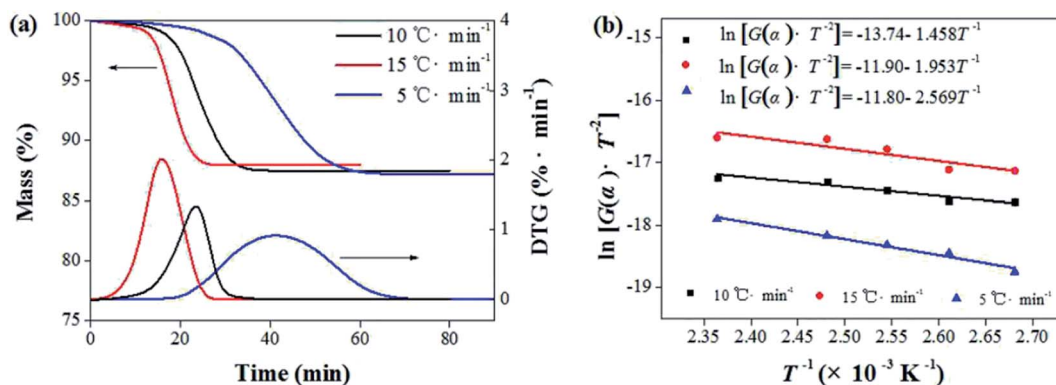 (a)
100
95
90
85
80
75
Mass (%)
0
20
40
60
80
Time (min)
4
3
2
1
0
DTG (%· min⁻¹)
10 ℃· min⁻¹
15 ℃· min⁻¹
5 ℃· min⁻¹
(b)
-15
-16
-17
-18
-19
ln [G(α)· T⁻²]
ln [G(α)· T⁻²]= -13.74- 1.458T⁻¹
ln [G(α)· T⁻²]= -11.90- 1.953T⁻¹
ln [G(α)· T⁻²]= -11.80- 2.569T⁻¹
10 ℃· min⁻¹ 15 ℃· min⁻¹ 5 ℃· min⁻¹
2.35 2.40 2.45 2.50 2.55 2.60 2.65 2.70
T⁻¹ (× 10⁻³ K⁻¹)